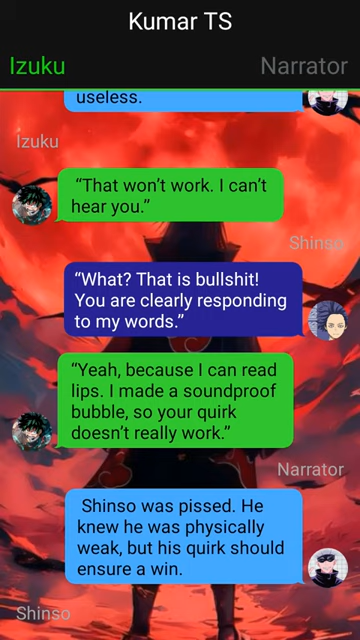 Kumar TS
Izuku Narrator
useless.
Izuku
“That won’t work. I can’t
hear you.”
Shinso
“What? That is bullshit!
You are clearly responding
to my words.”
“Yeah, because I can read
lips. I made a soundproof
bubble, so your quirk
doesn’t really work.”
Narrator
Shinso was pissed. He
knew he was physically
weak, but his quirk should
ensure a win.
Shinso